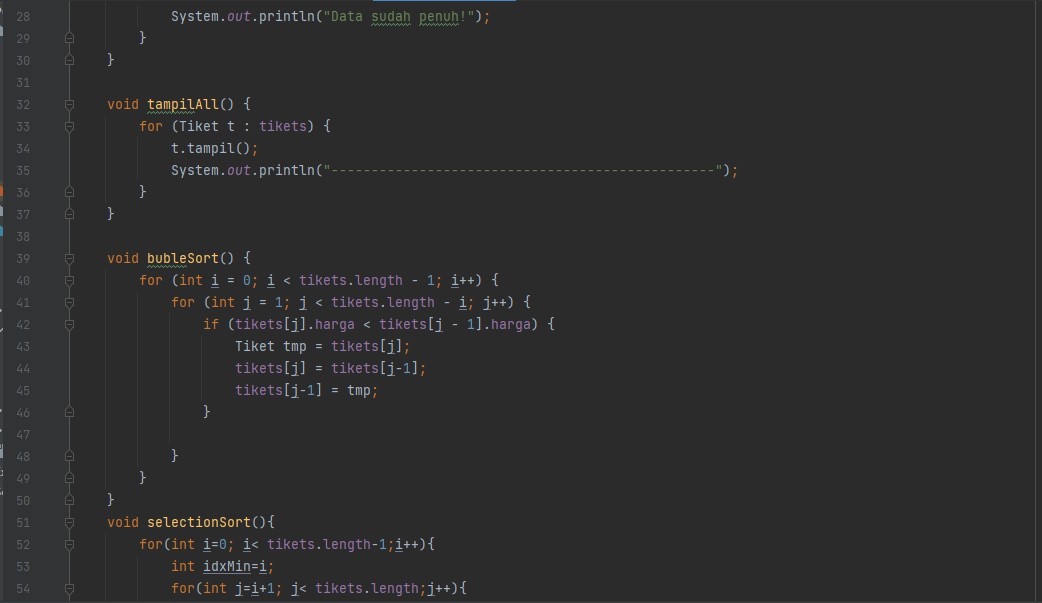 28 System.out.println("Data sudah penuh!");
29 }
30 }
31
32 void tampilAll() {
33 for (Tiket t : tikets) {
34 t.tampil();
35 System.out.println("------------------------------------------------");
36 }
37 }
38
39 void bubleSort() {
40 for (int i = 0; i < tikets.length - 1; i++) {
41 for (int j = 1; j < tikets.length - i; j++) {
42 if (tikets[j].harga < tikets[j - 1].harga) {
43 Tiket tmp = tikets[j];
44 tikets[j] = tikets[j-1];
45 tikets[j-1] = tmp;
46 }
47
48 }
49 }
50 }
51 void selectionSort(){
52 for(int i=0; i< tikets.length-1;i++){
53 int idxMin=i;
54 for(int j=i+1; j< tikets.length;j++){